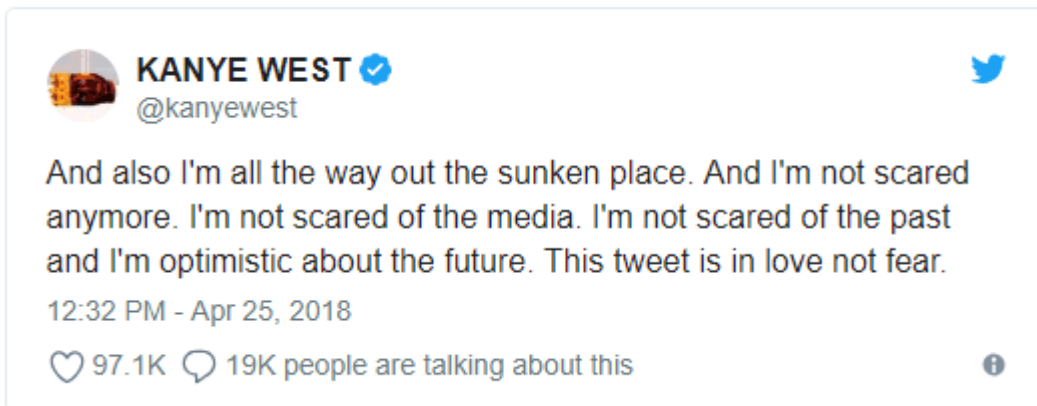 KANYE WEST
@kanyewest
And also I'm all the way out the sunken place. And I'm not scared
anymore. I'm not scared of the media. I'm not scared of the past
and I'm optimistic about the future. This tweet is in love not fear.
12:32 PM - Apr 25, 2018
97.1K 19K people are talking about this